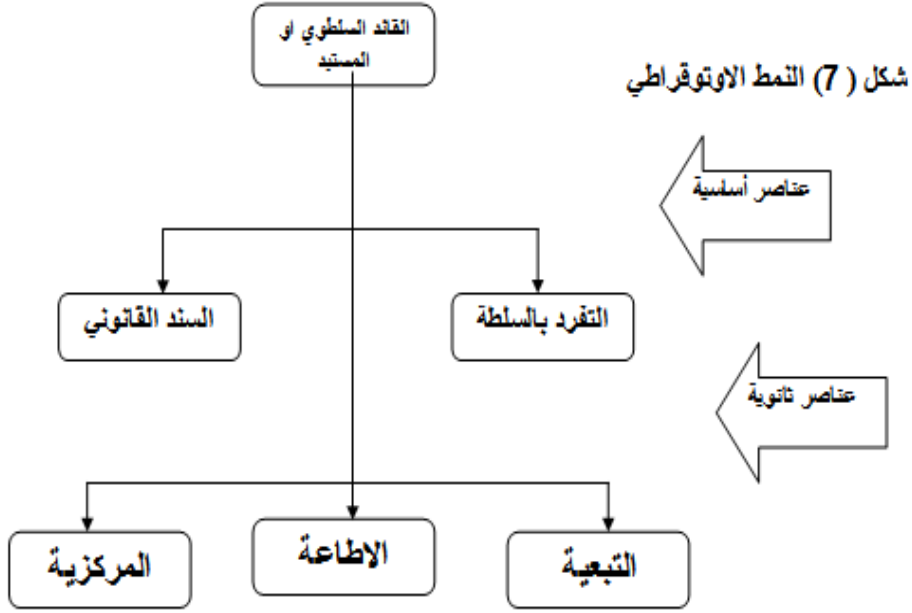 القائد السلطوي او
المستبد
شكل ( 7) النمط الاوتوقراطي
عناصر أساسية
التفرد بالسلطة
السند القانوني
عناصر ثانوية
التبعية
الاطاعة
المركزية